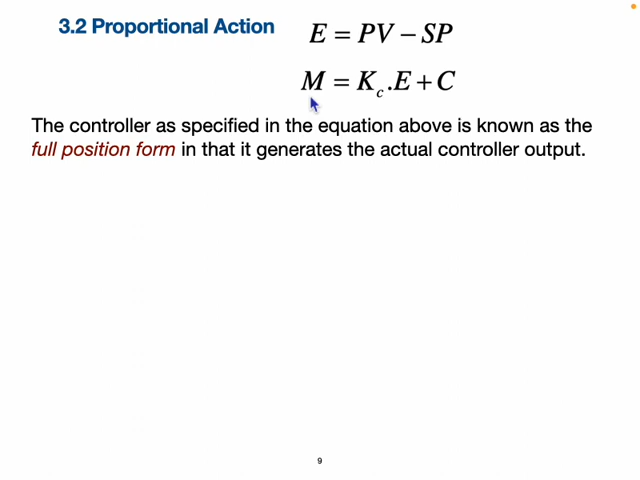 3.2 Proportional Action
E = PV − SP
M = K_c.E + C
The controller as specified in the equation above is known as the
full position form in that it generates the actual controller output.
9